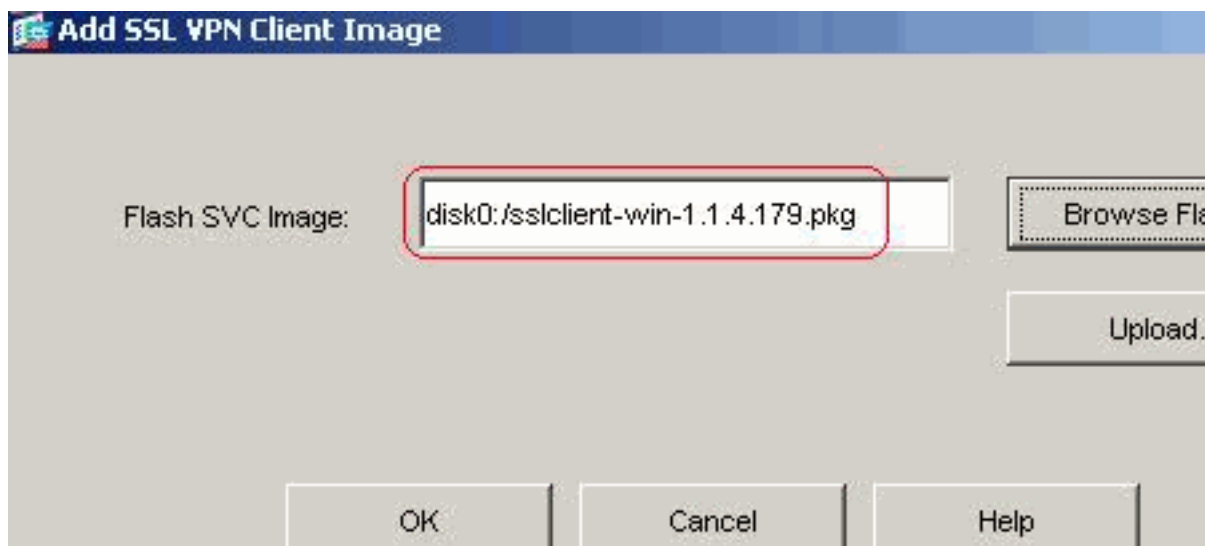 Add SSL VPN Client Image
Flash SVC Image:
disk0:/sslclient-win-1.1.4.179.pkg
Browse Fla
Upload.
OK
Cancel
Help